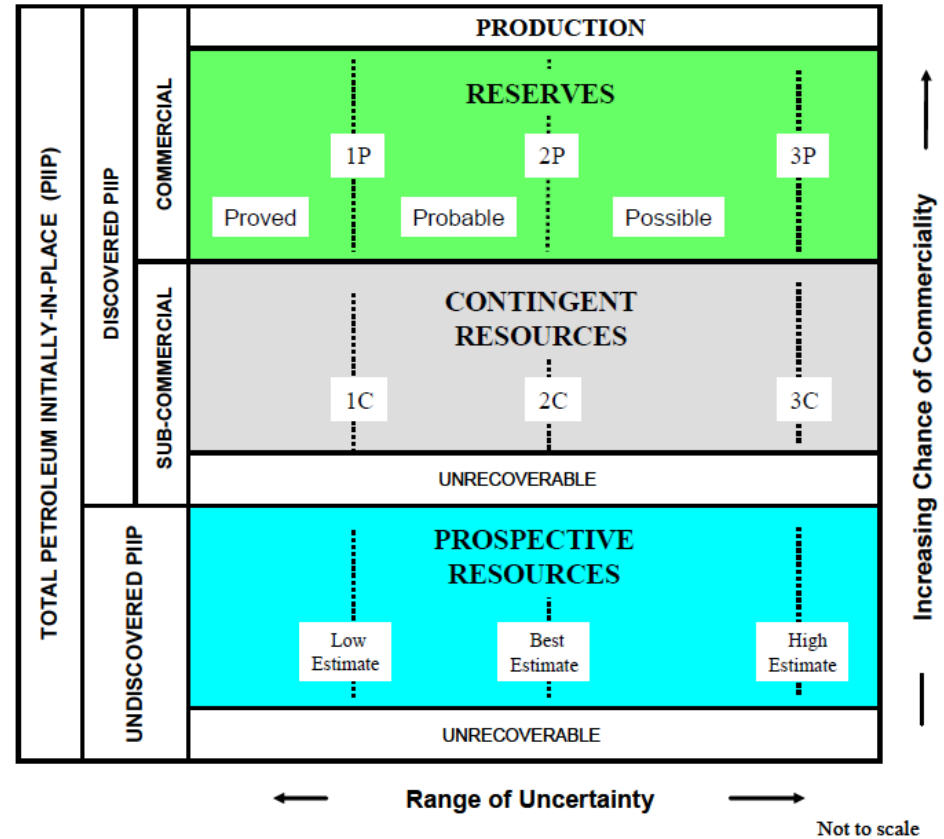 TOTAL PETROLEUM INITIALLY-IN-PLACE (PIIP)
DISCOVERED PIIP
UNDISCOVERED PIIP
COMMERCIAL
SUB-COMMERCIAL
PRODUCTION
RESERVES
1P
2P
3P
Proved
Probable
Possible
CONTINGENT
RESOURCES
1C
2C
3C
UNRECOVERABLE
PROSPECTIVE
RESOURCES
Low
Estimate
Best
Estimate
High
Estimate
UNRECOVERABLE
Increasing Chance of Commerciality
Range of Uncertainty
Not to scale